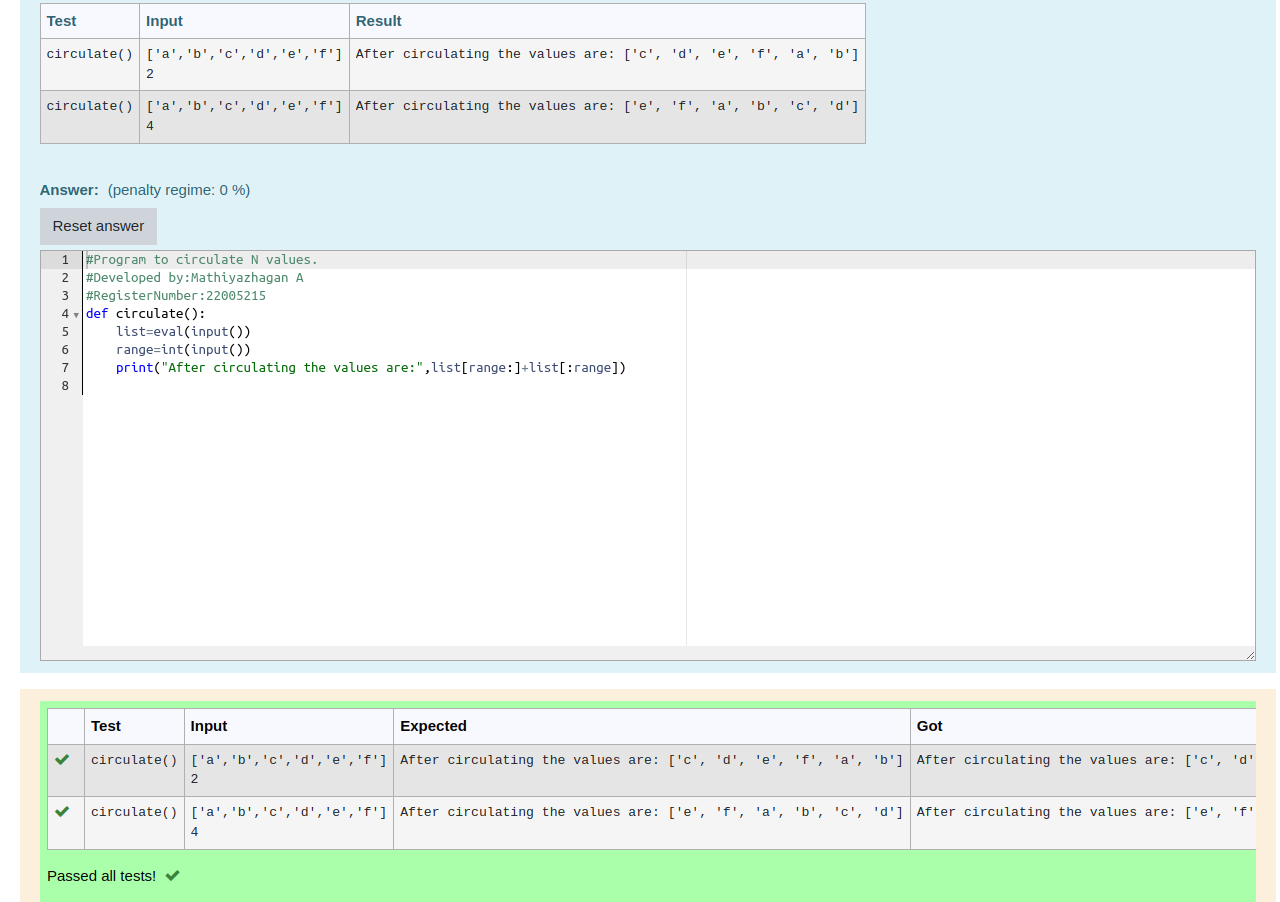 Test Input Result
circulate() ['a','b','c','d','e','f'] After circulating the values are: ['c', 'd', 'e', 'f', 'a', 'b']
2
circulate() ['a','b','c','d','e','f'] After circulating the values are: ['e', 'f', 'a', 'b', 'c', 'd']
4
Answer: (penalty regime: 0 %)
Reset answer
1 #Program to circulate N values.
2 #Developed by:Mathiyazhagan A
3 #RegisterNumber:22005215
4 def circulate():
5     list=eval(input())
6     range=int(input())
7     print("After circulating the values are:",list[range:]+list[:range])
8
Test Input Expected Got
circulate() ['a','b','c','d','e','f'] After circulating the values are: ['c', 'd', 'e', 'f', 'a', 'b'] After circulating the values are: ['c', 'd'
2
circulate() ['a','b','c','d','e','f'] After circulating the values are: ['e', 'f', 'a', 'b', 'c', 'd'] After circulating the values are: ['e', 'f'
4
Passed all tests!